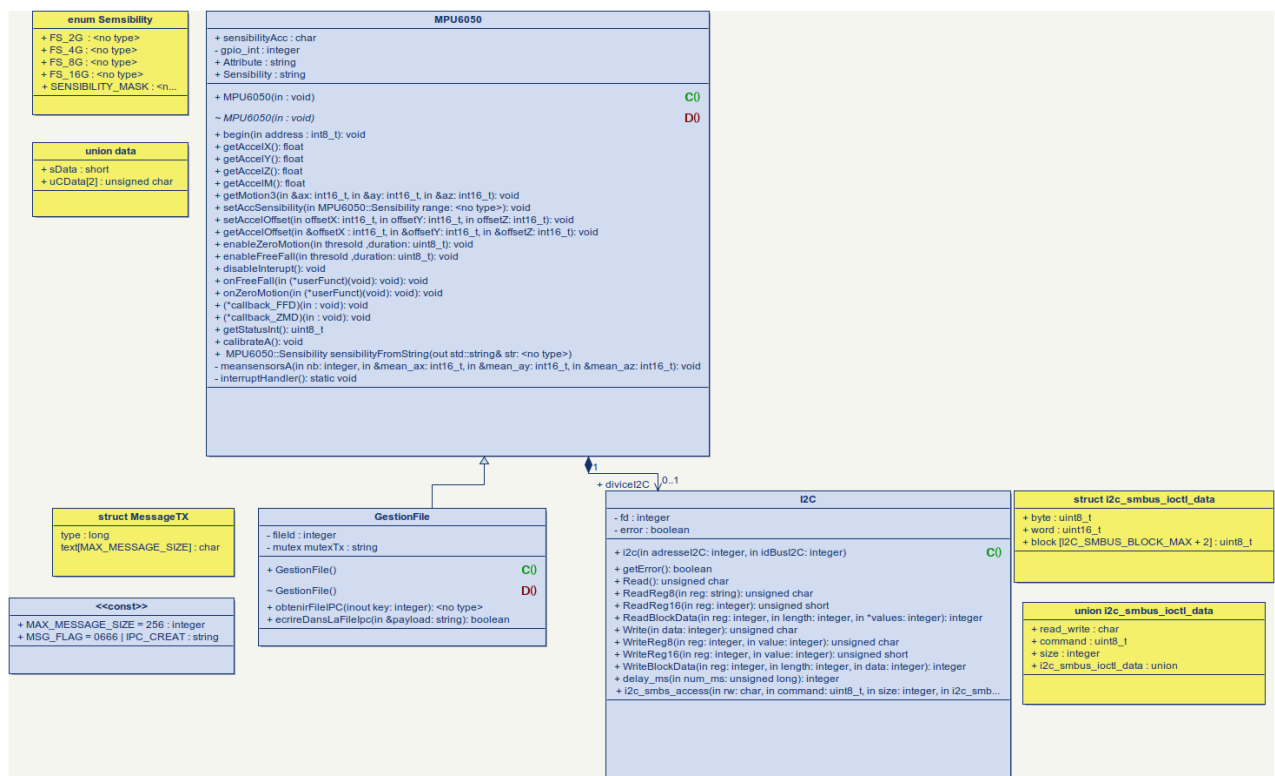 enum Semsibility
+ FS_2G : <no type>
+ FS_4G : <no type>
+ FS_8G : <no type>
+ FS_16G : <no type>
+ SENSIBILITY_MASK : <n...
union data
+ sData : short
+ uCData[2] : unsigned char
MPU6050
+ sensibilityAcc : char
- gpio_int : integer
+ Attribute : string
+ Sensibility : string
+ MPU6050(in : void) C()
~ MPU6050(in : void) D()
+ begin(in address : int8_t): void
+ getAccelX(): float
+ getAccelY(): float
+ getAccelZ(): float
+ getAccelM(): float
+ getMotion3(in &ax: int16_t, in &ay: int16_t, in &az: int16_t): void
+ setAccSensibility(in MPU6050::Sensibility range: <no type>): void
+ setAccelOffset(in offsetX: int16_t, in offsetY: int16_t, in offsetZ: int16_t): void
+ getAccelOffset(in &offsetX : int16_t, in &offsetY: int16_t, in &offsetZ: int16_t): void
+ enableZeroMotion(in thresold ,duration: uint8_t): void
+ enableFreeFall(in thresold ,duration: uint8_t): void
+ disableInterupt(): void
+ onFreeFall(in (*userFunct)(void): void): void
+ onZeroMotion(in (*userFunct)(void): void): void
+ (*callback_FFD)(in : void): void
+ (*callback_ZMD)(in : void): void
+ getStatusInt(): uint8_t
+ calibrateA(): void
+ MPU6050::Sensibility sensibilityFromString(out std::string& str: <no type>)
- meansensorsA(in nb: integer, in &mean_ax: int16_t, in &mean_ay: int16_t, in &mean_az: int16_t): void
- interruptHandler(): static void
1
+ diviceI2C
0..1
struct MessageTX
type : long
text[MAX_MESSAGE_SIZE] : char
<<const>>
+ MAX_MESSAGE_SIZE = 256 : integer
+ MSG_FLAG = 0666 | IPC_CREAT : string
GestionFile
- fileId : integer
- mutex mutexTx : string
+ GestionFile() C()
~ GestionFile() D()
+ obtenirFileIPC(inout key: integer): <no type>
+ ecrireDansLaFileIpc(in &payload: string): boolean
I2C
- fd : integer
- error : boolean
+ i2c(in adresseI2C: integer, in idBusI2C: integer) C()
+ getError(): boolean
+ Read(): unsigned char
+ ReadReg8(in reg: string): unsigned char
+ ReadReg16(in reg: integer): unsigned short
+ ReadBlockData(in reg: integer, in length: integer, in *values: integer): integer
+ Write(in data: integer): unsigned char
+ WriteReg8(in reg: integer, in value: integer): unsigned char
+ WriteReg16(in reg: integer, in value: integer): unsigned short
+ WriteBlockData(in reg: integer, in length: integer, in data: integer): integer
+ delay_ms(in num_ms: unsigned long): integer
+ i2c_smbs_access(in rw: char, in command: uint8_t, in size: integer, in i2c_smb...
struct i2c_smbus_ioctl_data
+ byte : uint8_t
+ word : uint16_t
+ block [I2C_SMBUS_BLOCK_MAX + 2] : uint8_t
union i2c_smbus_ioctl_data
+ read_write : char
+ command : uint8_t
+ size : integer
+ i2c_smbus_ioctl_data : union